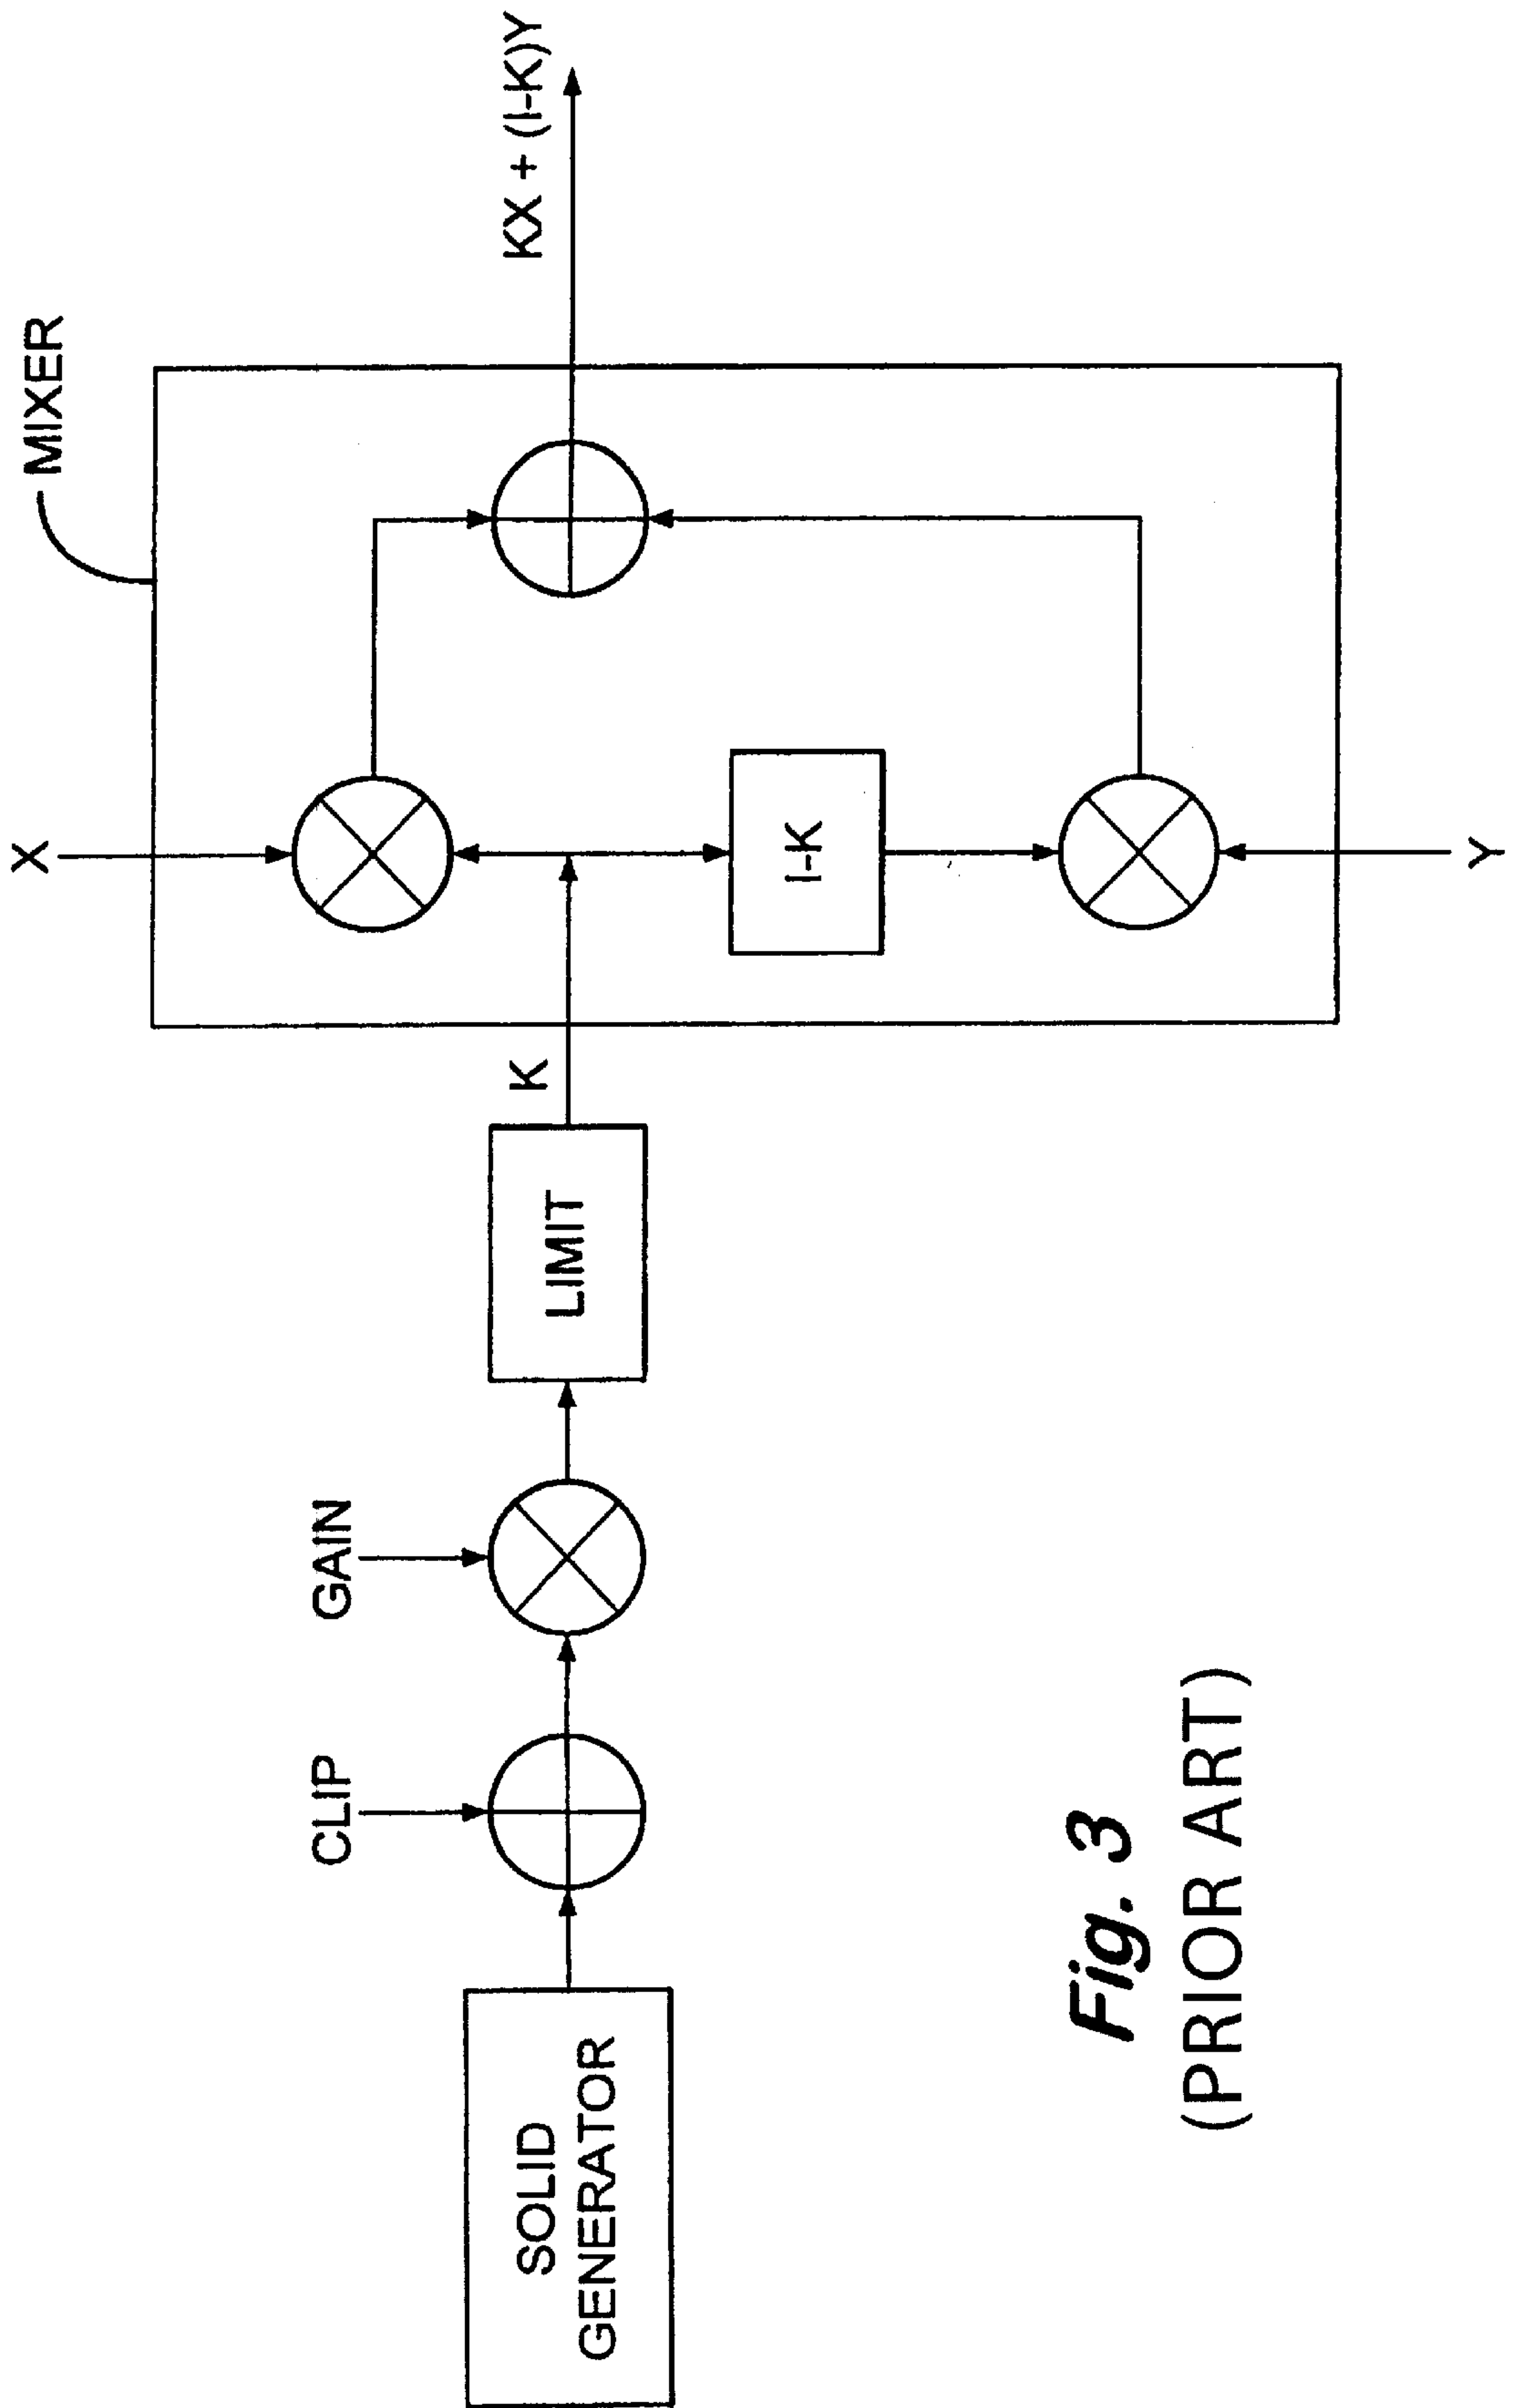 MIXER
X
KX + (I-K)Y
GAIN
CLIP
K
SOLID
GENERATOR
LIMIT
I-K
Y
Fig. 3
(PRIOR ART)